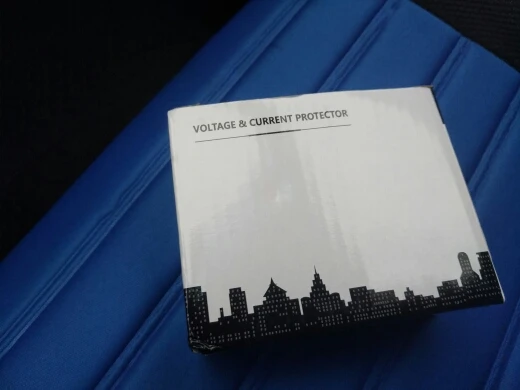 VOLTAGE & CURRENT PROTECTOR